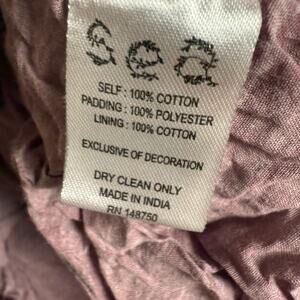 Sea
SELF : 100% COTTON
PADDING : 100% POLYESTER
LINING : 100% COTTON
EXCLUSIVE OF DECORATION
DRY CLEAN ONLY
MADE IN INDIA
RN 148750